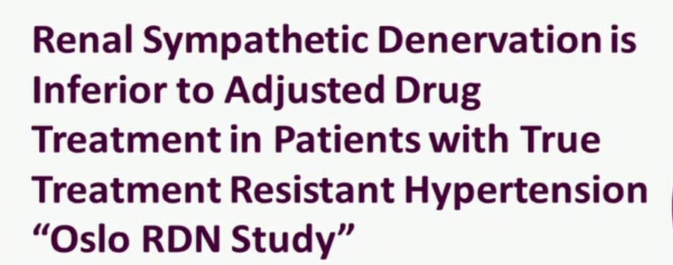 Renal Sympathetic Denervation is
Inferior to Adjusted Drug
Treatment in Patients with True
Treatment Resistant Hypertension
“Oslo RDN Study”